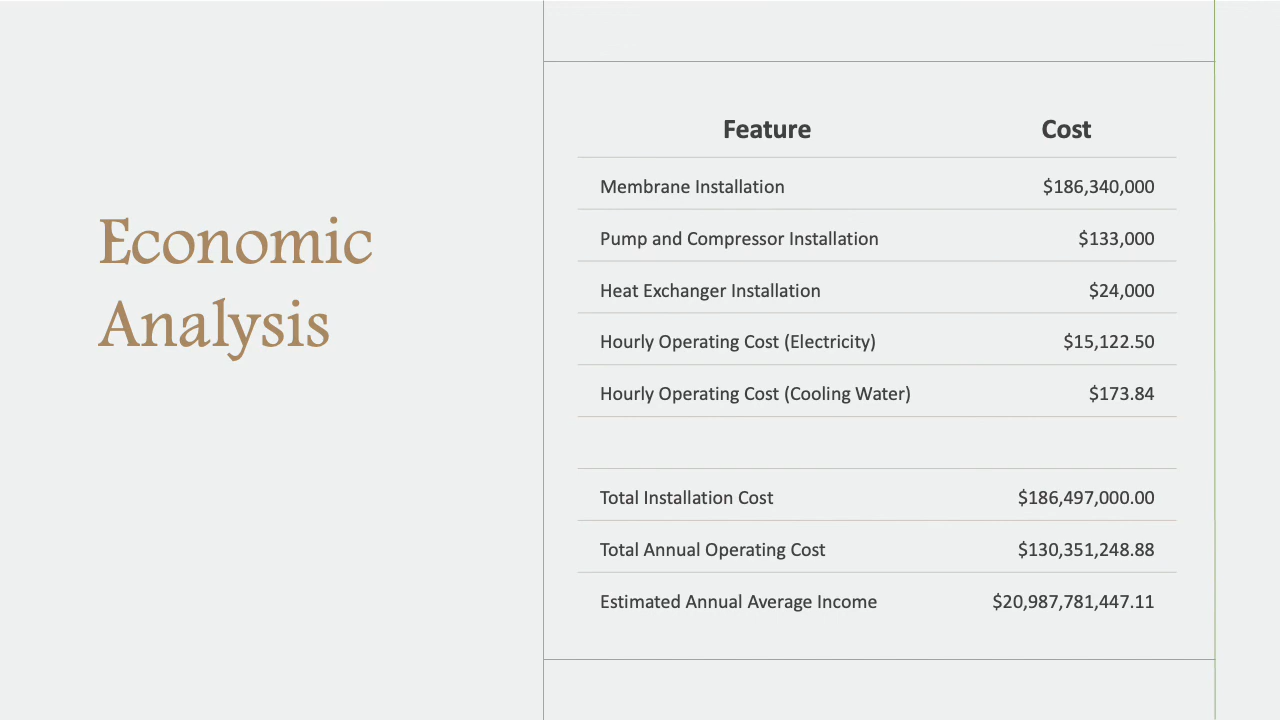 Economic
Analysis
Feature Cost
Membrane Installation $186,340,000
Pump and Compressor Installation $133,000
Heat Exchanger Installation $24,000
Hourly Operating Cost (Electricity) $15,122.50
Hourly Operating Cost (Cooling Water) $173.84
Total Installation Cost $186,497,000.00
Total Annual Operating Cost $130,351,248.88
Estimated Annual Average Income $20,987,781,447.11